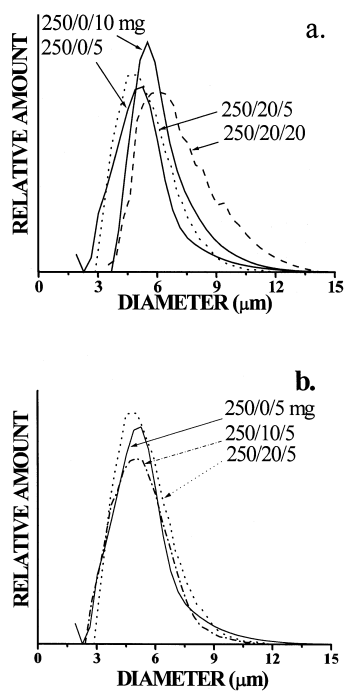 a.
250/0/10 mg
250/0/5
250/20/5
250/20/20
RELATIVE AMOUNT
0 3 6 9 12 15
DIAMETER (μm)
b.
250/0/5 mg
250/10/5
250/20/5
RELATIVE AMOUNT
0 3 6 9 12 15
DIAMETER (μm)